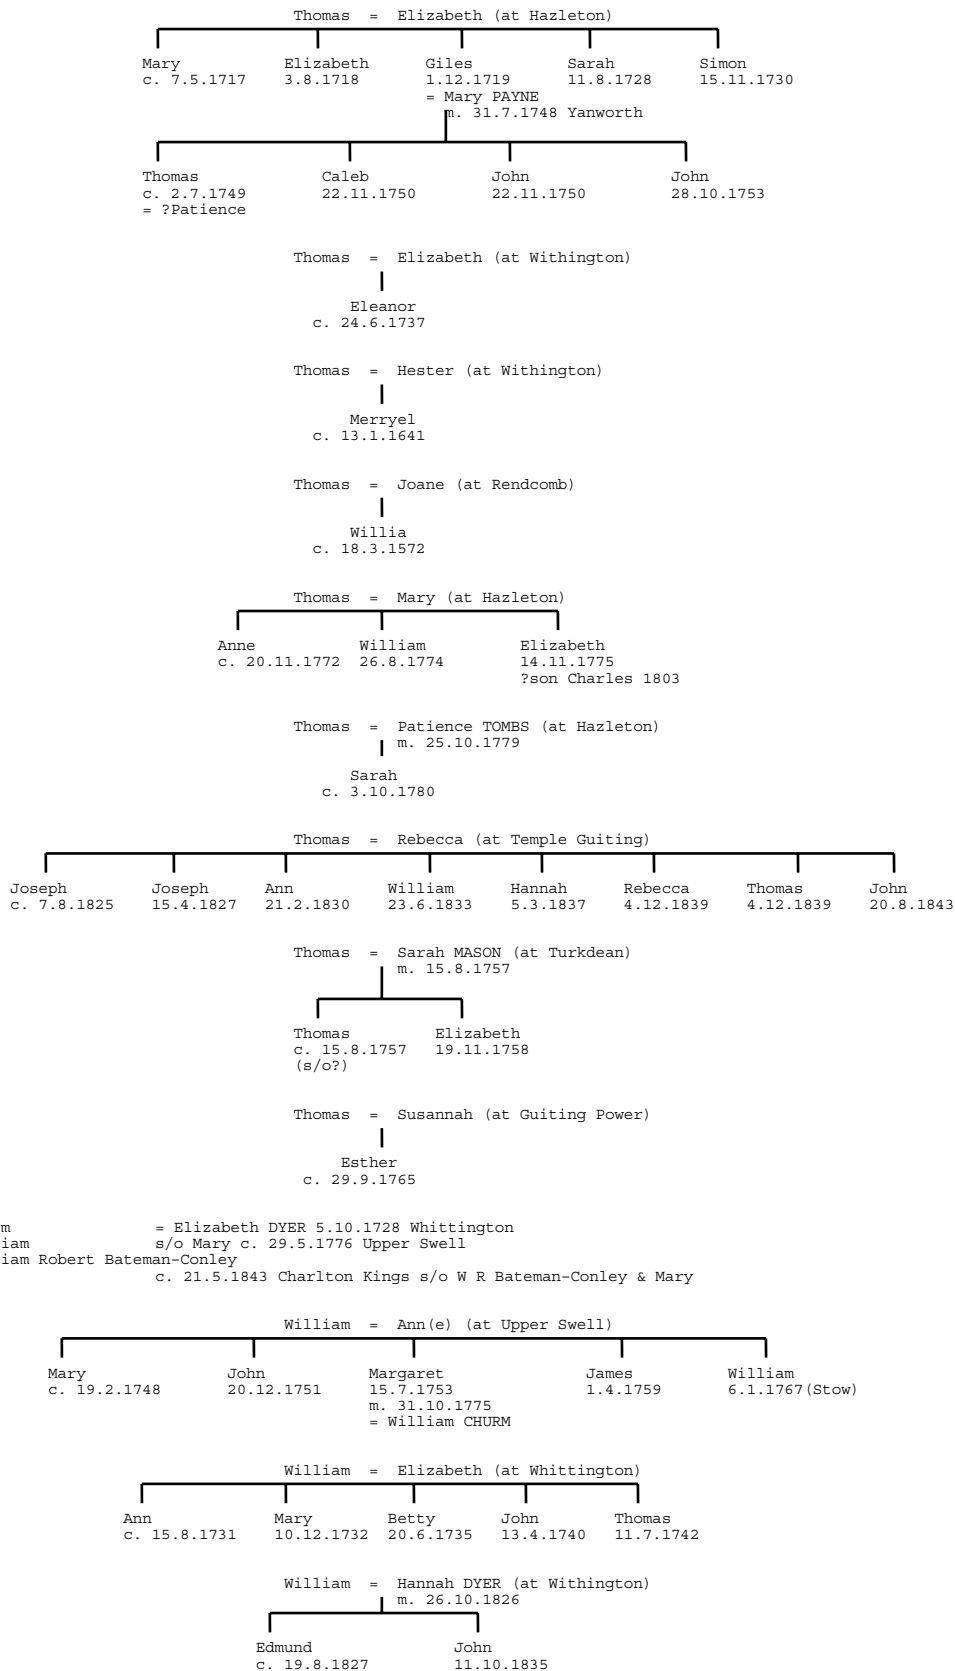 Thomas = Elizabeth (at Hazleton)
Mary Elizabeth Giles Sarah Simon
c. 7.5.1717 3.8.1718 1.12.1719 11.8.1728 15.11.1730
= Mary PAYNE
m. 31.7.1748 Yanworth
Thomas Caleb John John
c. 2.7.1749 22.11.1750 22.11.1750 28.10.1753
= ?Patience
Thomas = Elizabeth (at Withington)
Eleanor
c. 24.6.1737
Thomas = Hester (at Withington)
Merryel
c. 13.1.1641
Thomas = Joane (at Rendcomb)
Willia
c. 18.3.1572
Thomas = Mary (at Hazleton)
Anne William Elizabeth
c. 20.11.1772 26.8.1774 14.11.1775
?son Charles 1803
Thomas = Patience TOMBS (at Hazleton)
m. 25.10.1779
Sarah
c. 3.10.1780
Thomas = Rebecca (at Temple Guiting)
Joseph Joseph Ann William Hannah Rebecca Thomas John
c. 7.8.1825 15.4.1827 21.2.1830 23.6.1833 5.3.1837 4.12.1839 4.12.1839 20.8.1843
Thomas = Sarah MASON (at Turkdean)
m. 15.8.1757
Thomas Elizabeth
c. 15.8.1757 19.11.1758
(s/o?)
Thomas = Susannah (at Guiting Power)
Esther
c. 29.9.1765
m = Elizabeth DYER 5.10.1728 Whittington
iam s/o Mary c. 29.5.1776 Upper Swell
iam Robert Bateman-Conley
c. 21.5.1843 Charlton Kings s/o W R Bateman-Conley & Mary
William = Ann(e) (at Upper Swell)
Mary John Margaret James William
c. 19.2.1748 20.12.1751 15.7.1753 1.4.1759 6.1.1767(Stow)
m. 31.10.1775
= William CHURM
William = Elizabeth (at Whittington)
Ann Mary Betty John Thomas
c. 15.8.1731 10.12.1732 20.6.1735 13.4.1740 11.7.1742
William = Hannah DYER (at Withington)
m. 26.10.1826
Edmund John
c. 19.8.1827 11.10.1835